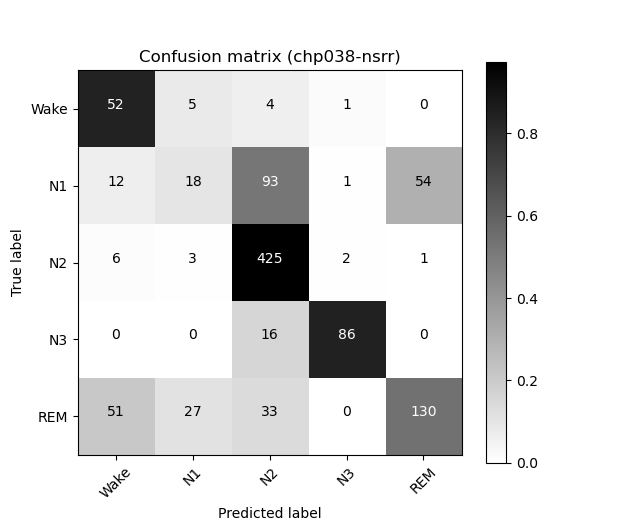 Confusion matrix (chp038-nsrr)
Wake 52 5 4 1 0
N1 12 18 93 1 54
N2 6 3 425 2 1
N3 0 0 16 86 0
REM 51 27 33 0 130
Wake N1 N2 N3 REM
True label
Predicted label
0.8
0.6
0.4
0.2
0.0